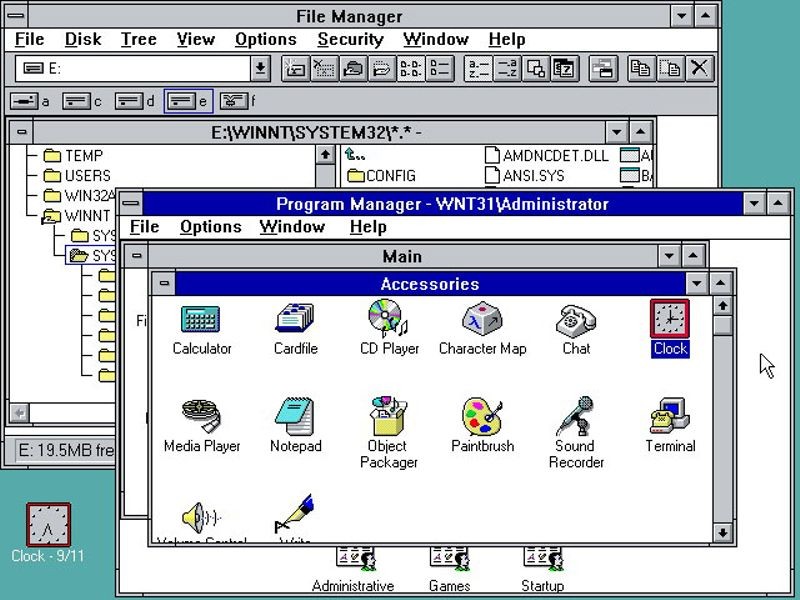 File Manager
File Disk Tree View Options Security Window Help
E:
a c d e f
E:\WINNT\SYSTEM32\*.* -
TEMP
USERS
WIN32A
WINNT
SYS
SYS
CONFIG
AMDNCDET.DLL
ANSI.SYS
E: 19.5MB fre
Program Manager - WNT31\Administrator
File Options Window Help
Main
Accessories
Calculator Cardfile CD Player Character Map Chat Clock
Media Player Notepad Object Packager Paintbrush Sound Recorder Terminal
Volume Control Write
Administrative Games Startup
Clock - 9/11